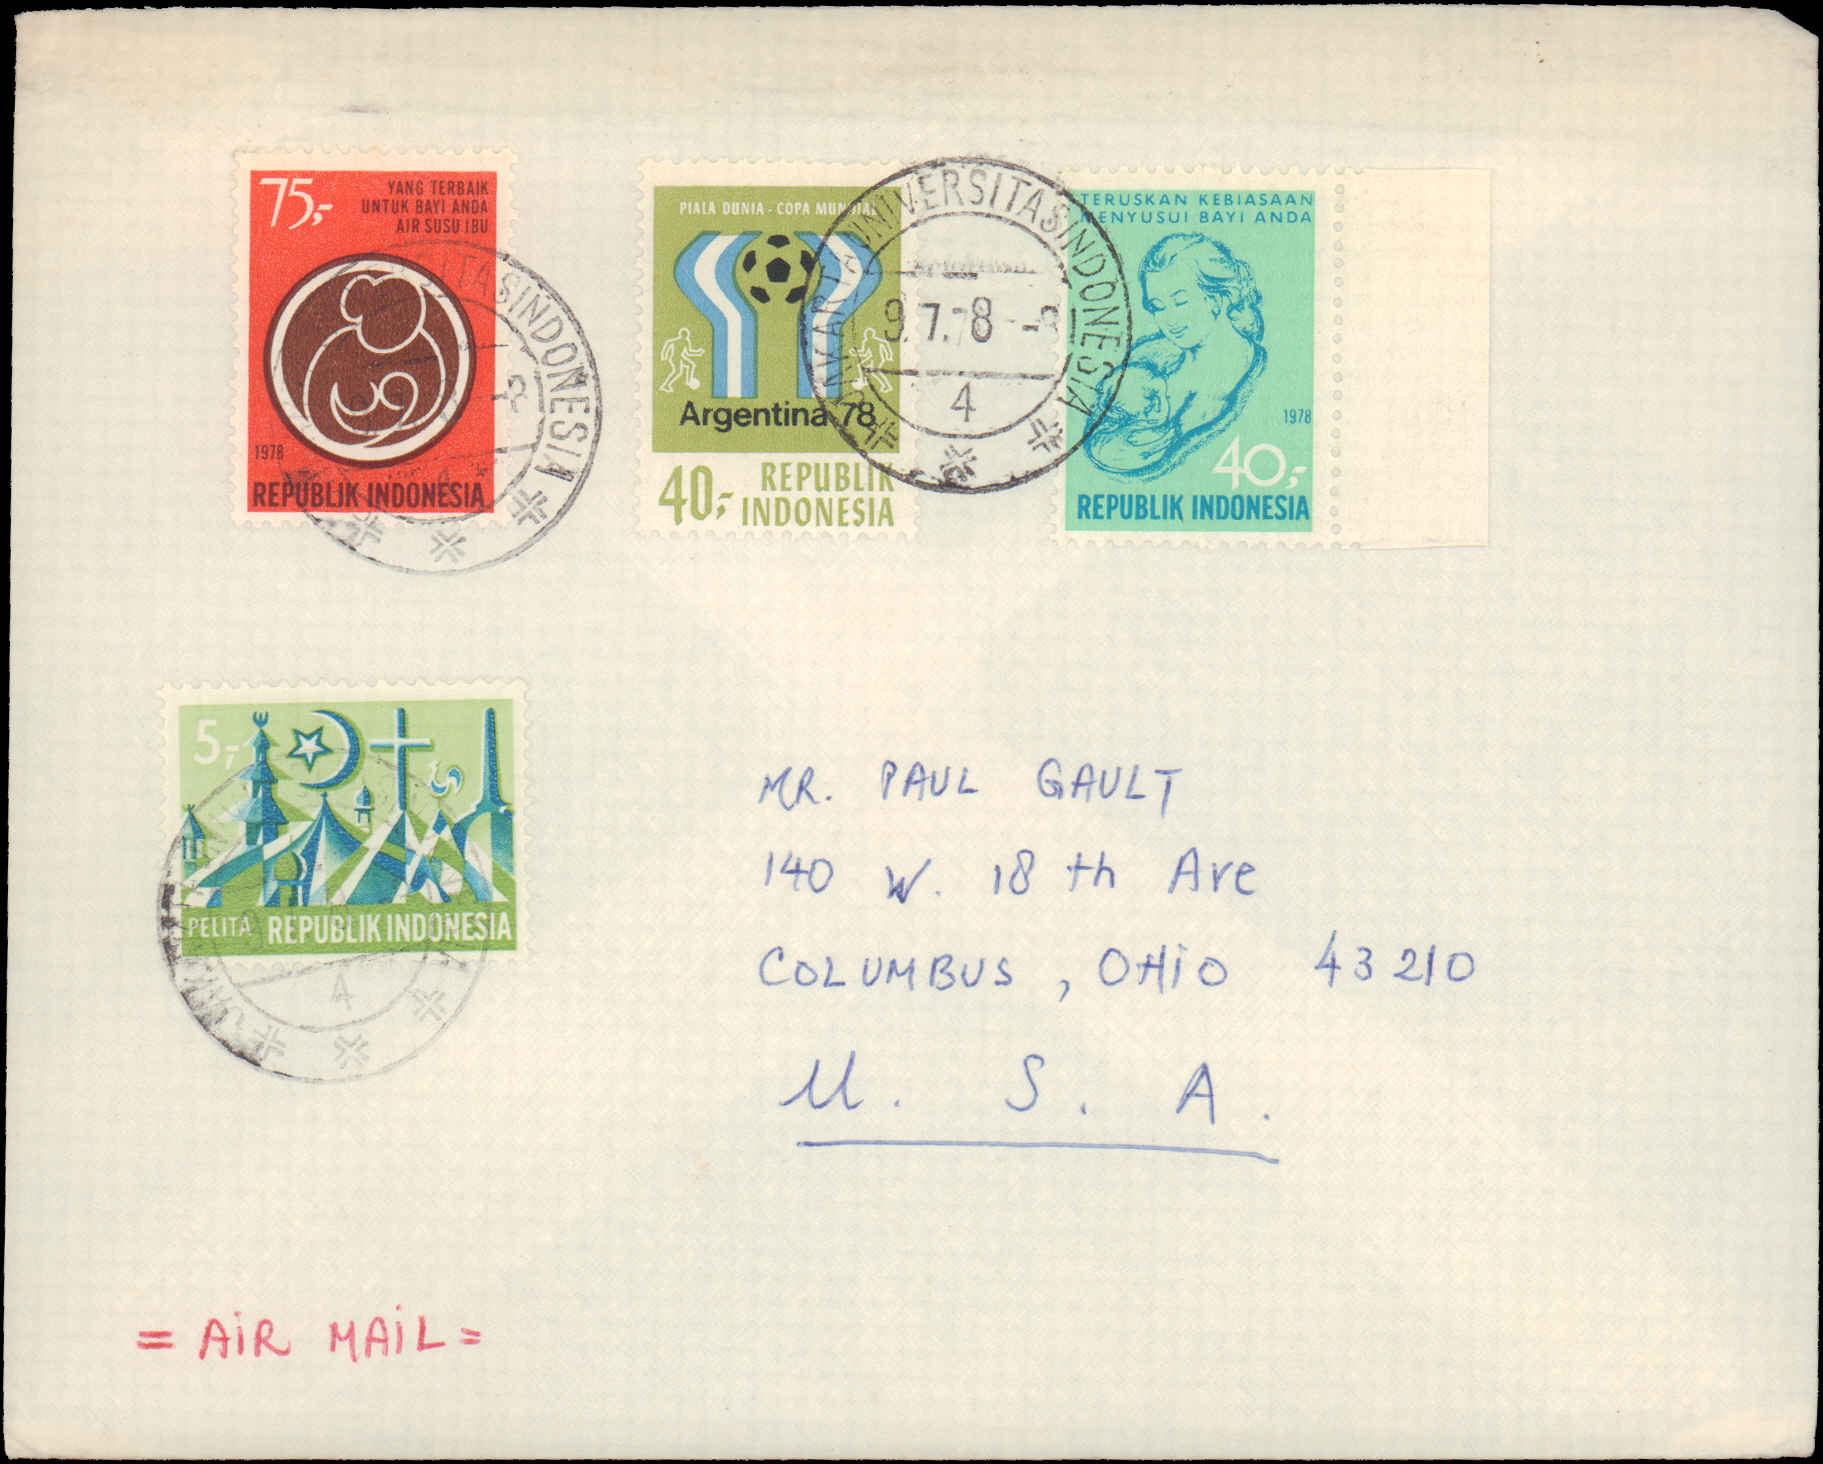 75,-
YANG TERBAIK
UNTUK BAYI ANDA
AIR SUSU IBU
1978
REPUBLIK INDONESIA
PIALA DUNIA - COPA MUNDIAL
Argentina 78
40,-
REPUBLIK
INDONESIA
JAKARTA UNIVERSITAS INDONESIA
9.7.78 -8
4
TERUSKAN KEBIASAAN
MENYUSUI BAYI ANDA
1978
40,-
REPUBLIK INDONESIA
5,-
PELITA REPUBLIK INDONESIA
4
MR. PAUL GAULT
140 W. 18 th Ave
COLUMBUS, OHiO 43210
U. S. A.
= AiR MAiL =